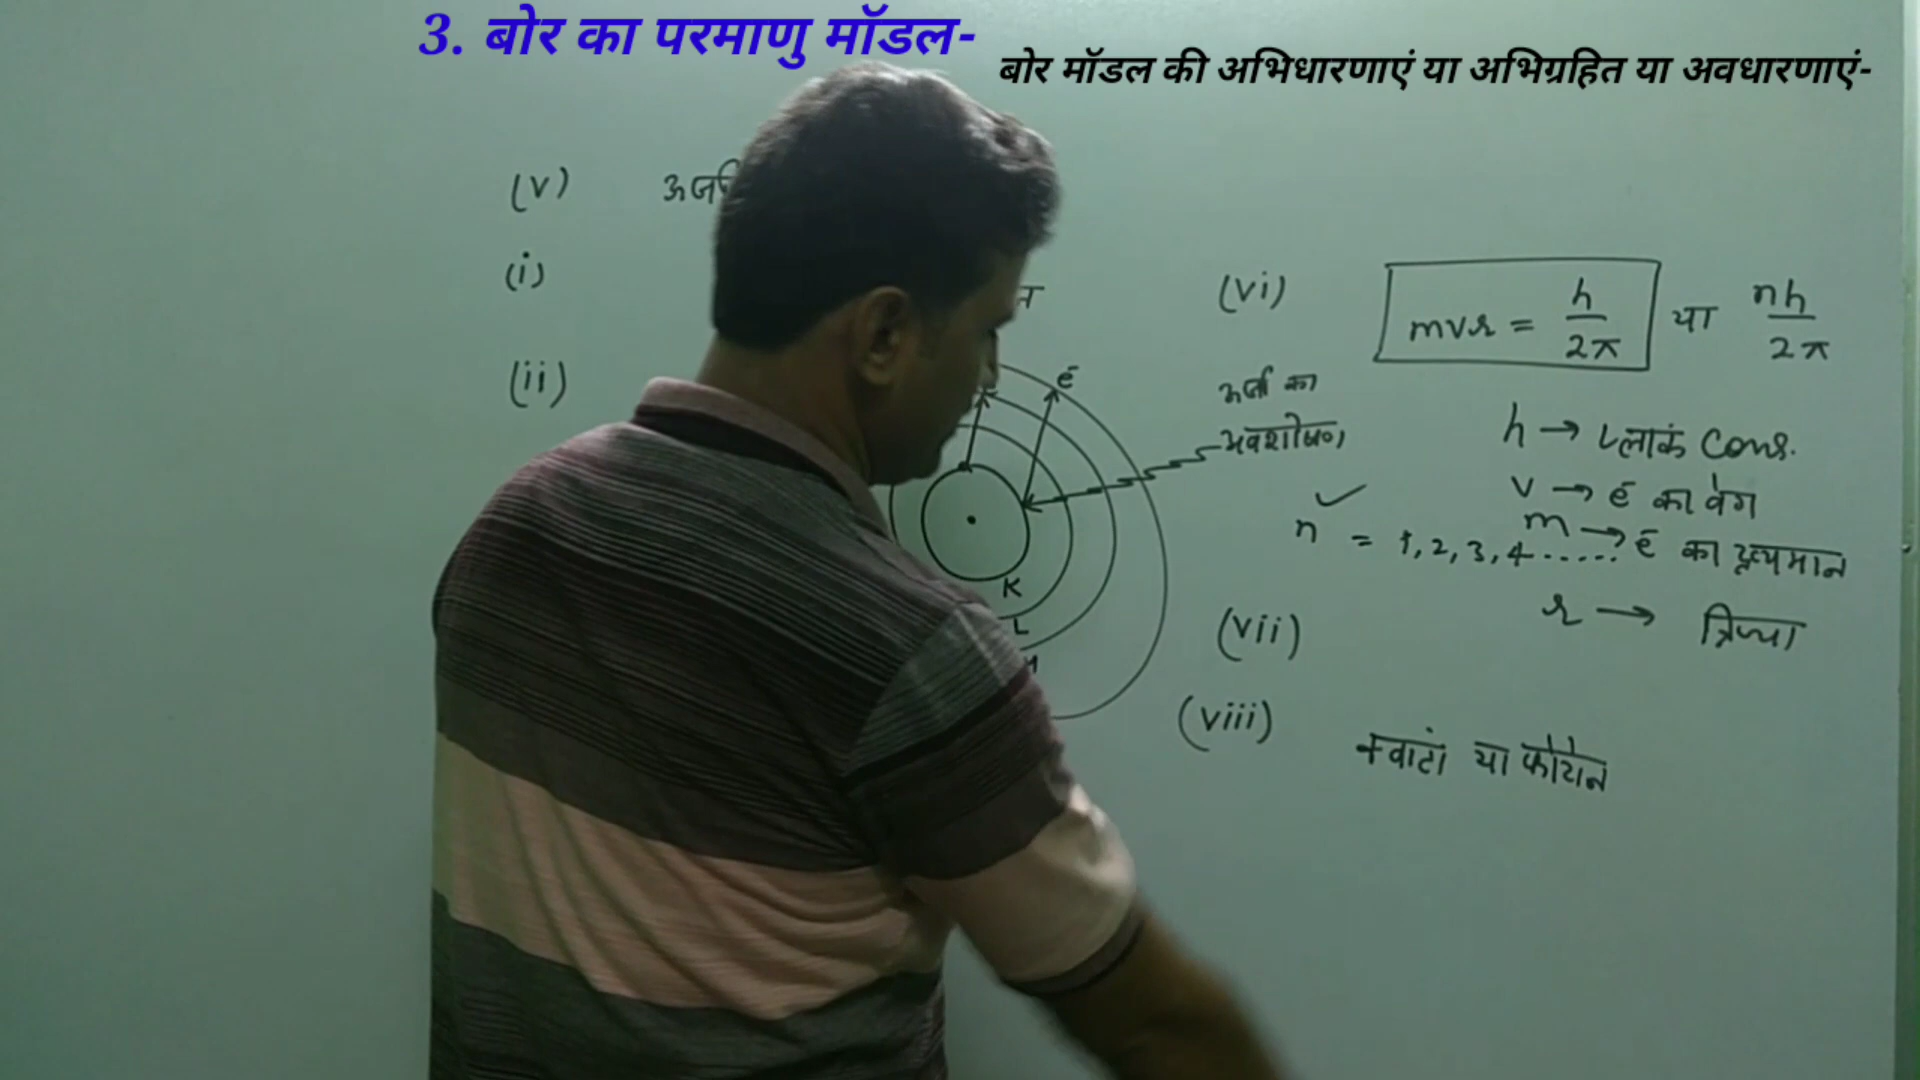 3. बोर का परमाणु मॉडल-
बोर मॉडल की अभिधारणाएं या अभिग्रहित या अवधारणाएं-
(v)
(i)
(ii)
e⁻
K
L
ऊर्जा का
अवशोषण
(vi) mvr = h/2π या nh/2π
h → प्लांक Cons.
v → e⁻ का वेग
m → e⁻ का द्रव्यमान
n = 1, 2, 3, 4 ......
r → त्रिज्या
(vii)
(viii) क्वाटां या फोटोन